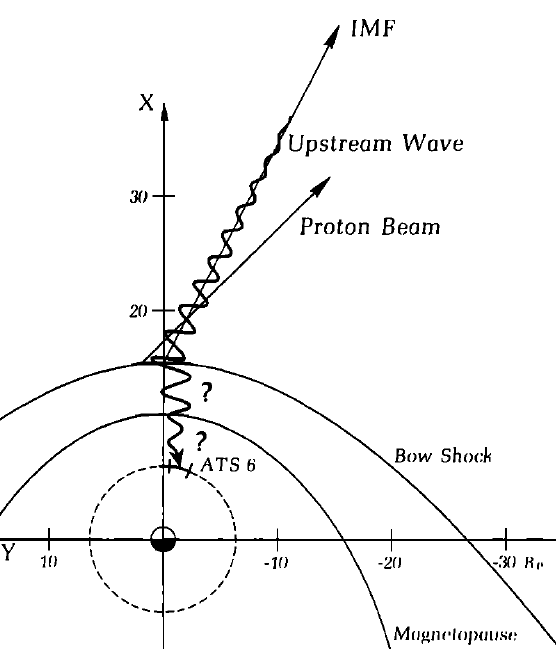 IMF
X
Upstream Wave
30
Proton Beam
20
?
?
ATS 6
Bow Shock
Y
10
-10
-20
-30 Re
Magnetopause